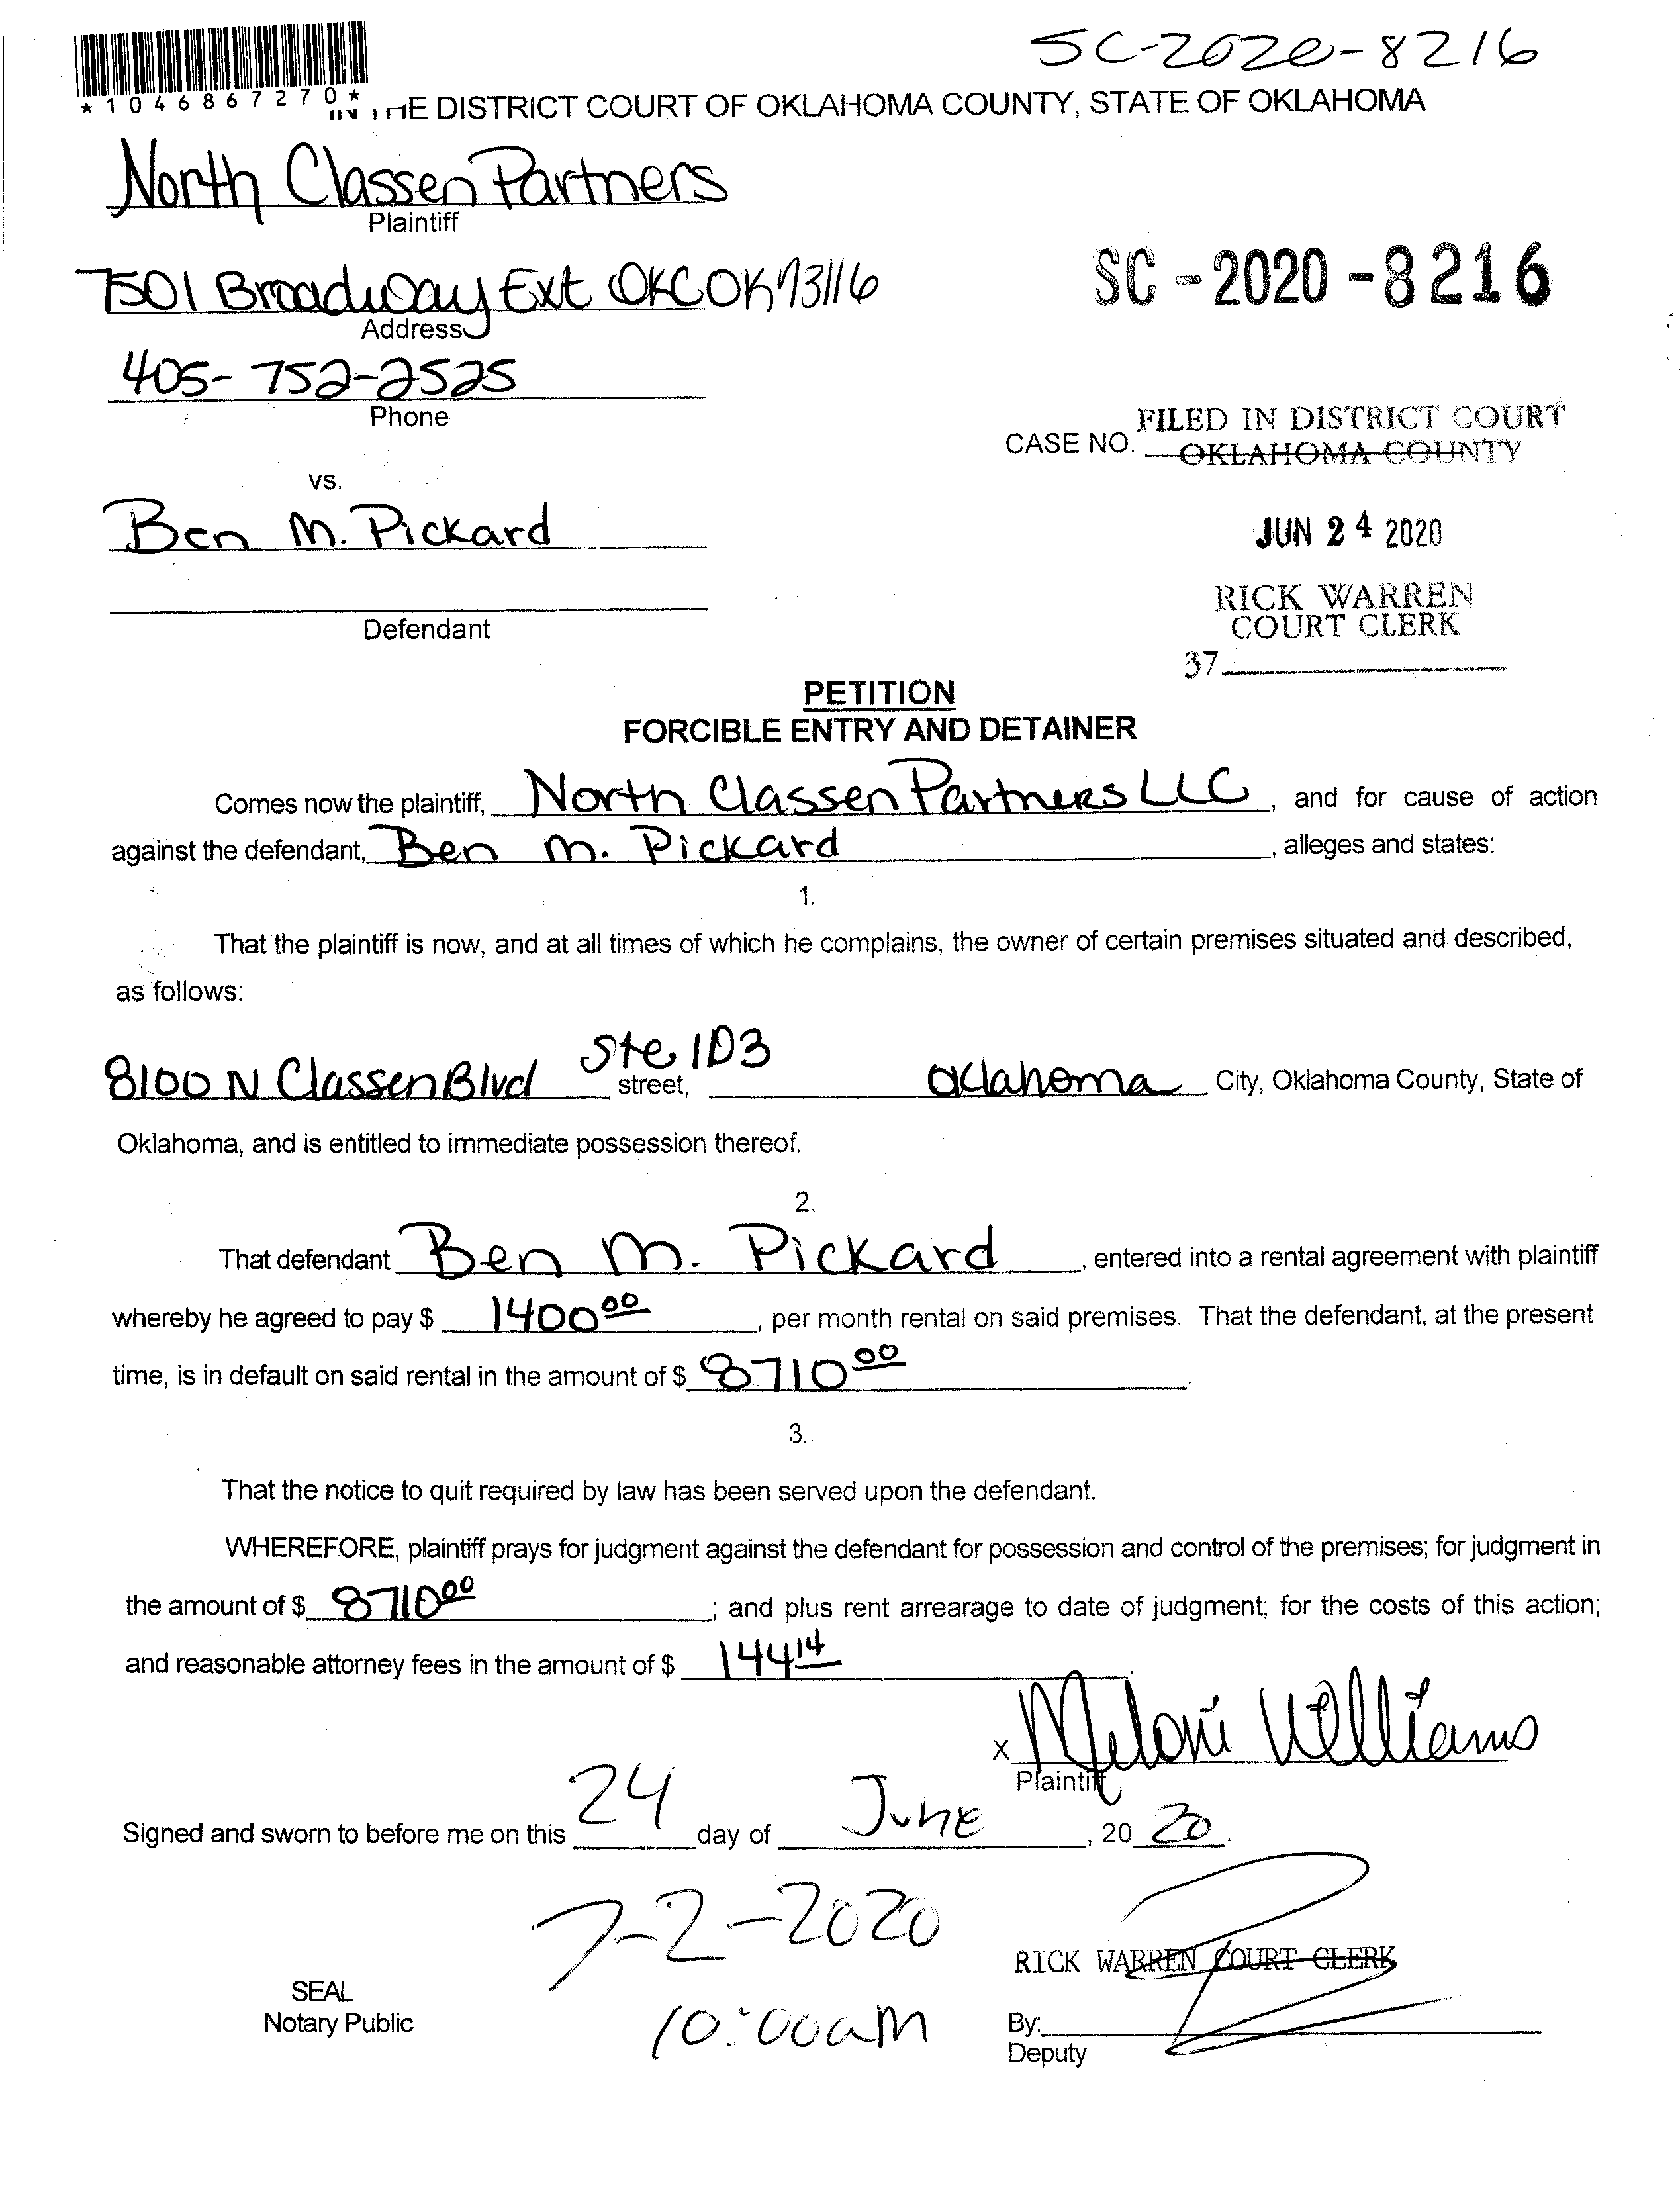 SC-2020-8216
*1046867270*
IN THE DISTRICT COURT OF OKLAHOMA COUNTY, STATE OF OKLAHOMA
North Classen Partners
Plaintiff
7501 Broadway Ext OKC OK 73116
Address
SC-2020-8216
405-752-2525
Phone
FILED IN DISTRICT COURT
CASE NO. OKLAHOMA COUNTY
vs.
Ben M. Pickard
JUN 24 2020
RICK WARREN
COURT CLERK
Defendant
37
PETITION
FORCIBLE ENTRY AND DETAINER
Comes now the plaintiff, North Classen Partners LLC, and for cause of action
against the defendant, Ben M. Pickard, alleges and states:
1.
That the plaintiff is now, and at all times of which he complains, the owner of certain premises situated and described,
as follows:
8100 N Classen Blvd Ste 1D3 street, Oklahoma City, Oklahoma County, State of
Oklahoma, and is entitled to immediate possession thereof.
2.
That defendant Ben M. Pickard, entered into a rental agreement with plaintiff
whereby he agreed to pay $ 1400 00, per month rental on said premises. That the defendant, at the present
time, is in default on said rental in the amount of $ 8710 00.
3.
That the notice to quit required by law has been served upon the defendant.
WHEREFORE, plaintiff prays for judgment against the defendant for possession and control of the premises; for judgment in
the amount of $ 8710 00; and plus rent arrearage to date of judgment; for the costs of this action;
and reasonable attorney fees in the amount of $ 144 14
x Meloni Williams
Plaintiff
Signed and sworn to before me on this 24 day of June, 20 20.
7-2-2020
RICK WARREN COURT CLERK
SEAL
Notary Public
10:00am
By:
Deputy